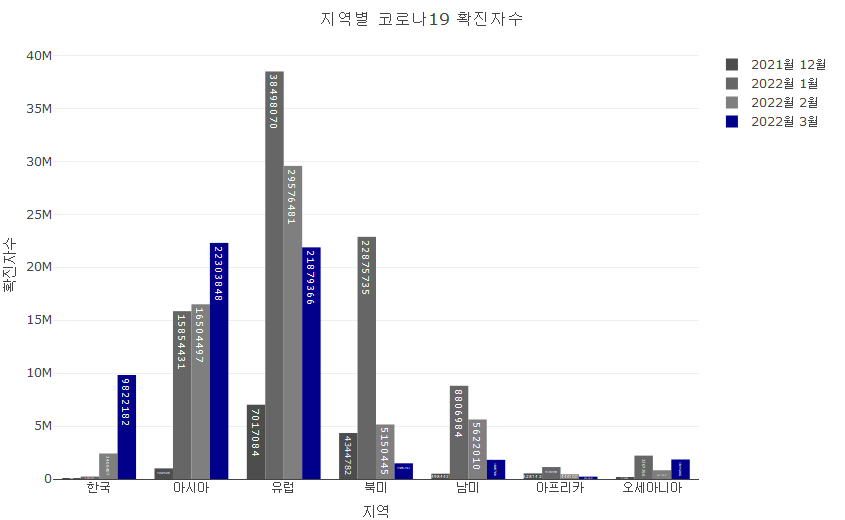 지역별 코로나19 확진자수
2021월 12월
2022월 1월
2022월 2월
2022월 3월
확진자수
40M
35M
30M
25M
20M
15M
10M
5M
0
9822182
15854431
16504497
22303848
7017084
38498070
29576481
21879366
4344782
22875735
5150445
8806984
5622010
한국
아시아
유럽
북미
남미
아프리카
오세아니아
지역